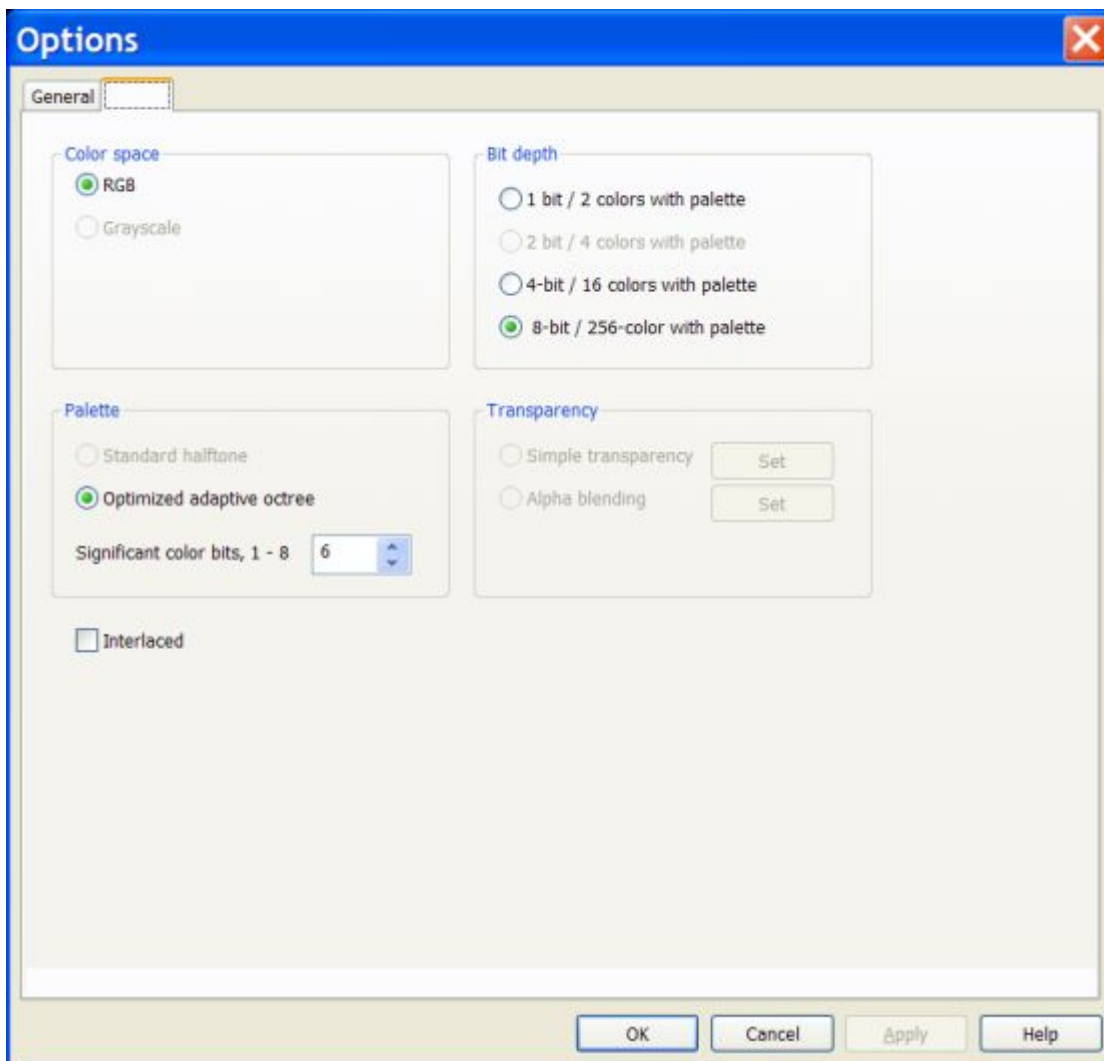 Options
General
Color space
RGB
Grayscale
Bit depth
1 bit / 2 colors with palette
2 bit / 4 colors with palette
4-bit / 16 colors with palette
8-bit / 256-color with palette
Palette
Standard halftone
Optimized adaptive octree
Significant color bits, 1 - 8 6
Transparency
Simple transparency Set
Alpha blending Set
Interlaced
OK Cancel Apply Help